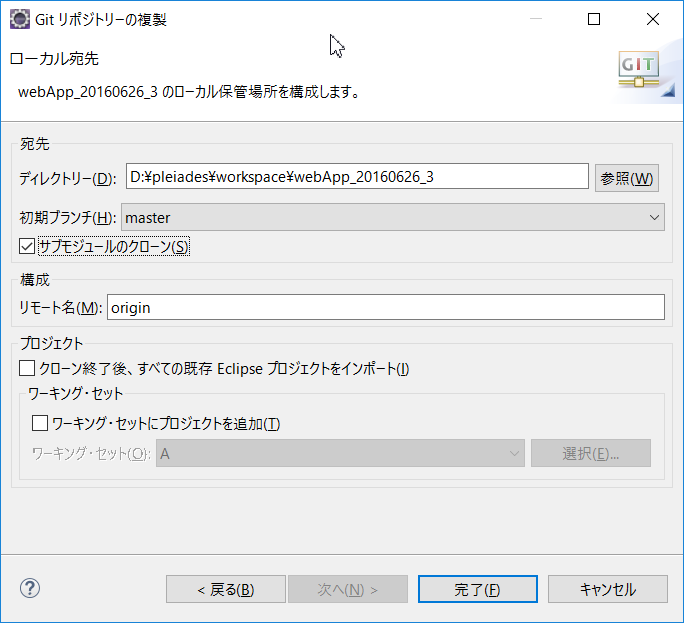 Git リポジトリーの複製
ローカル宛先
GIT
webApp_20160626_3 のローカル保管場所を構成します。
宛先
ディレクトリー(D): D:¥pleiades¥workspace¥webApp_20160626_3 参照(W)
初期ブランチ(H): master
サブモジュールのクローン(S)
構成
リモート名(M): origin
プロジェクト
クローン終了後、すべての既存 Eclipse プロジェクトをインポート(I)
ワーキング・セット
ワーキング・セットにプロジェクトを追加(T)
ワーキング・セット(O): A 選択(E)...
? < 戻る(B) 次へ(N) > 完了(F) キャンセル